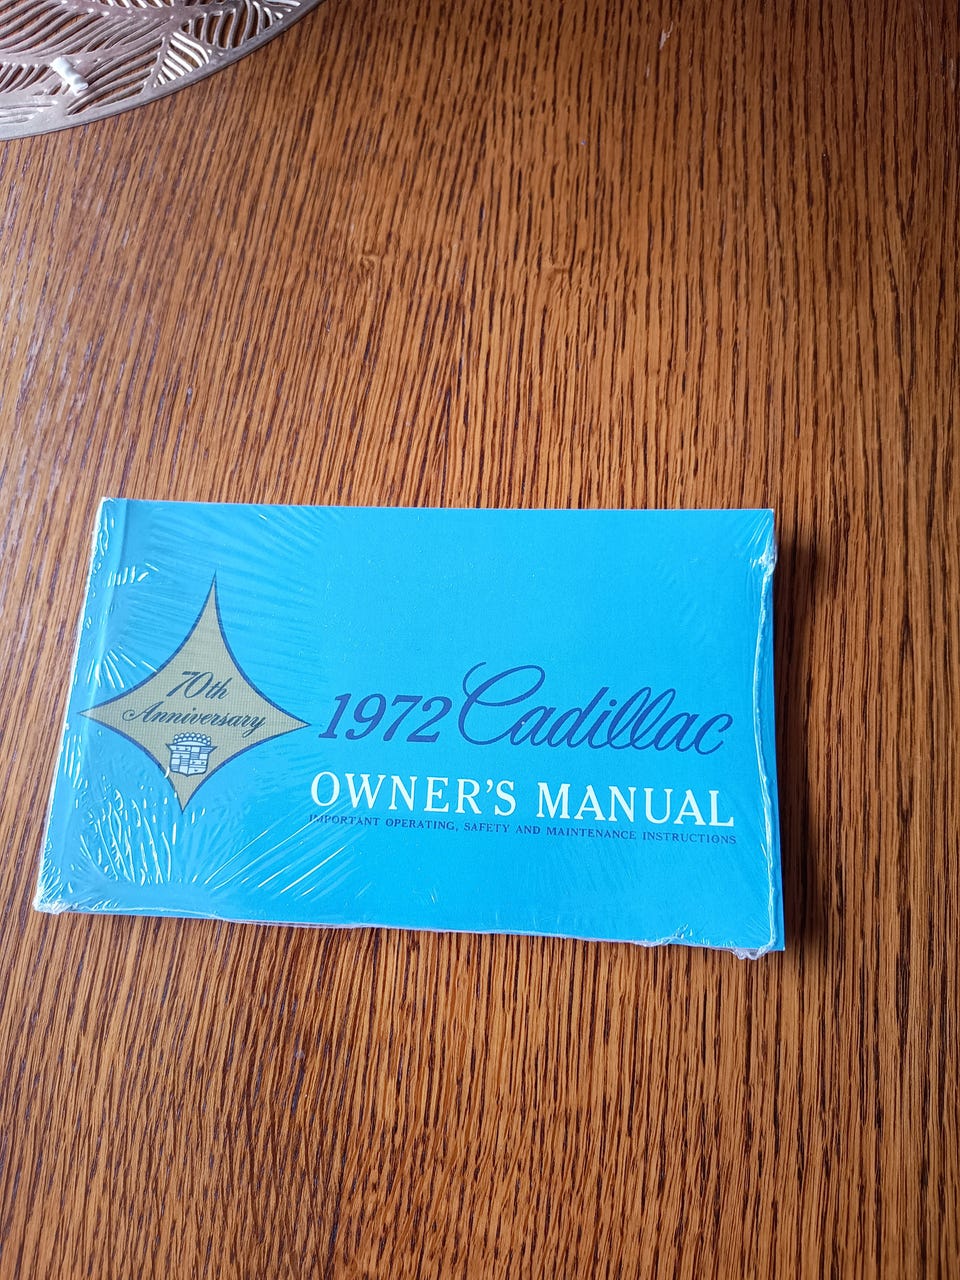 70th
Anniversary
1972 Cadillac
OWNER'S MANUAL
IMPORTANT OPERATING, SAFETY AND MAINTENANCE INSTRUCTIONS